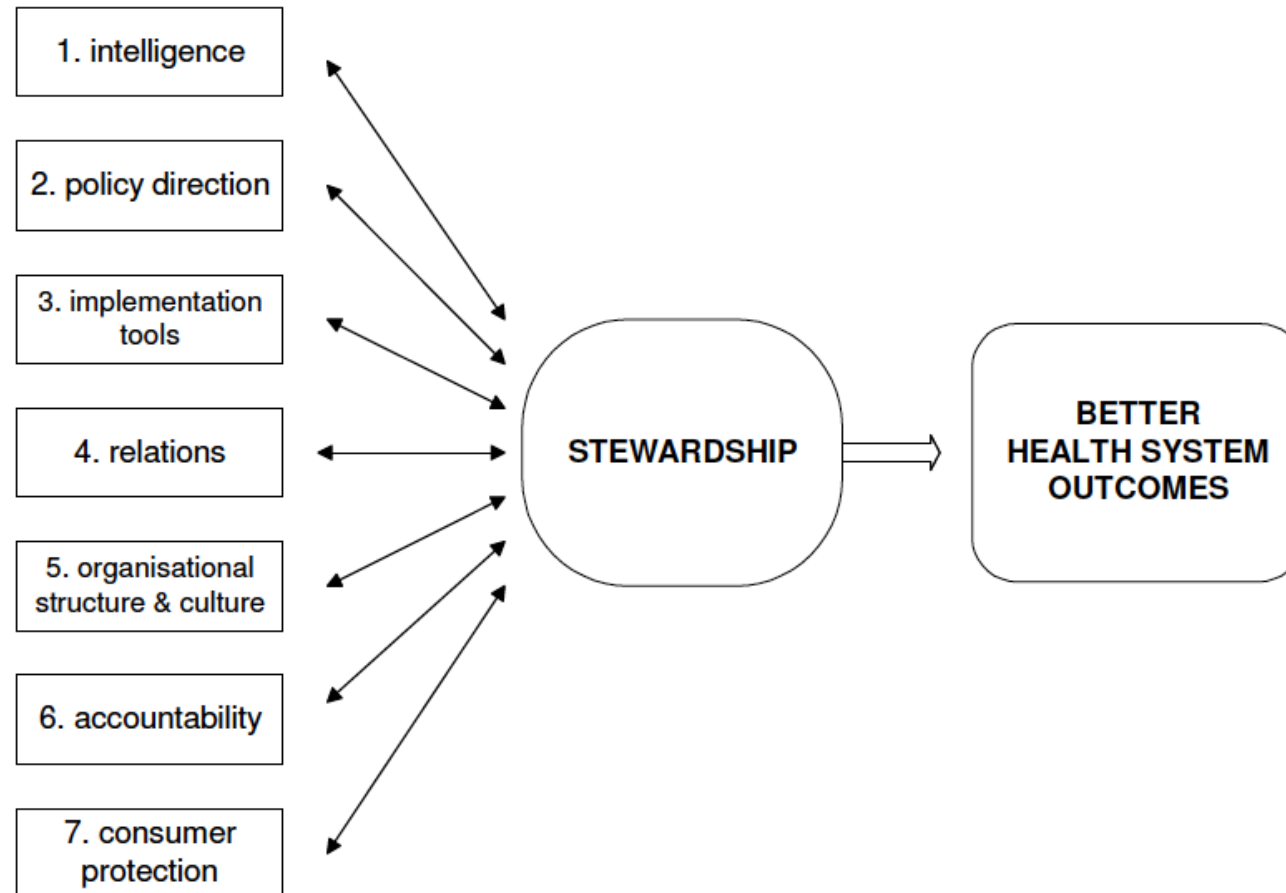 1. intelligence
2. policy direction
3. implementation
tools
4. relations
5. organisational
structure & culture
6. accountability
7. consumer
protection
STEWARDSHIP
BETTER
HEALTH SYSTEM
OUTCOMES